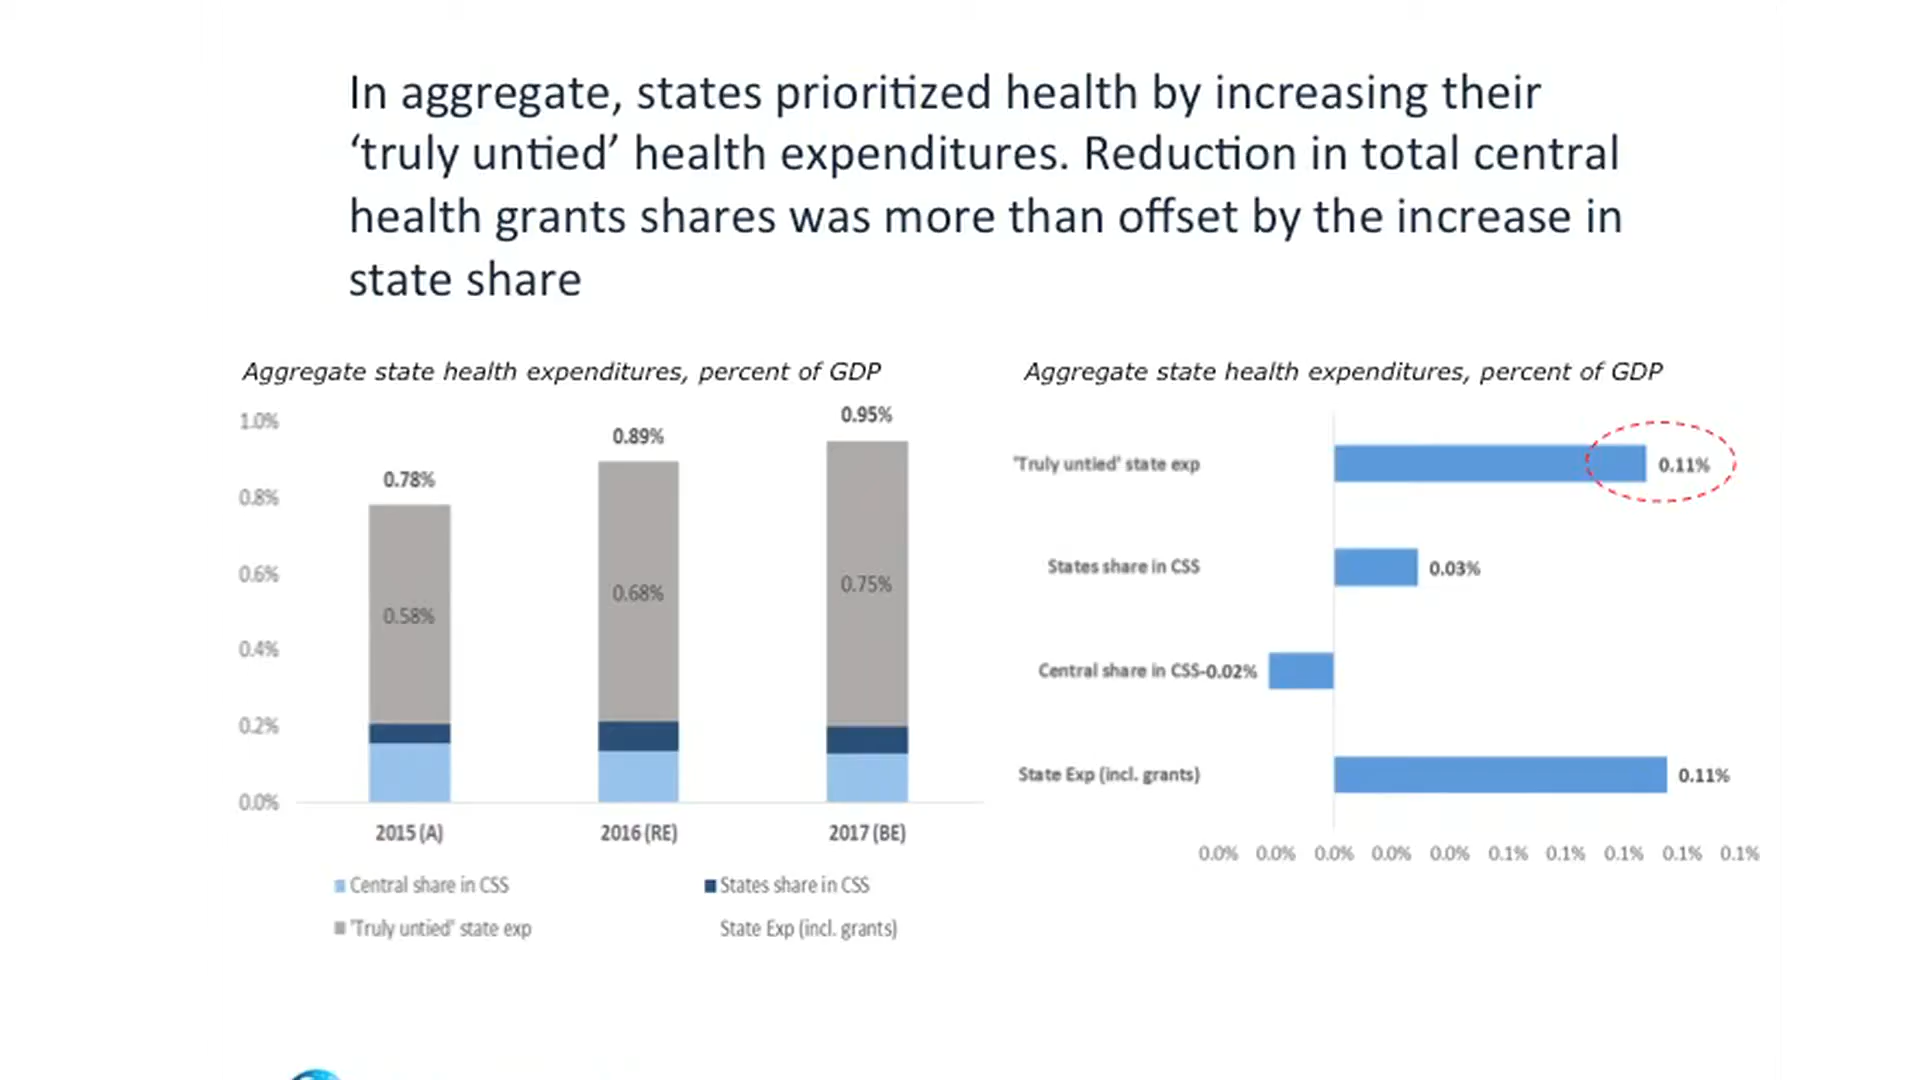 In aggregate, states prioritized health by increasing their
‘truly untied’ health expenditures. Reduction in total central
health grants shares was more than offset by the increase in
state share
Aggregate state health expenditures, percent of GDP
1.0%
0.8%
0.6%
0.4%
0.2%
0.0%
0.78%
0.89%
0.95%
0.58%
0.68%
0.75%
2015 (A)
2016 (RE)
2017 (BE)
Central share in CSS
States share in CSS
'Truly untied' state exp
State Exp (incl. grants)
Aggregate state health expenditures, percent of GDP
'Truly untied' state exp
0.11%
States share in CSS
0.03%
Central share in CSS
-0.02%
State Exp (incl. grants)
0.11%
0.0% 0.0% 0.0% 0.0% 0.0% 0.1% 0.1% 0.1% 0.1% 0.1%